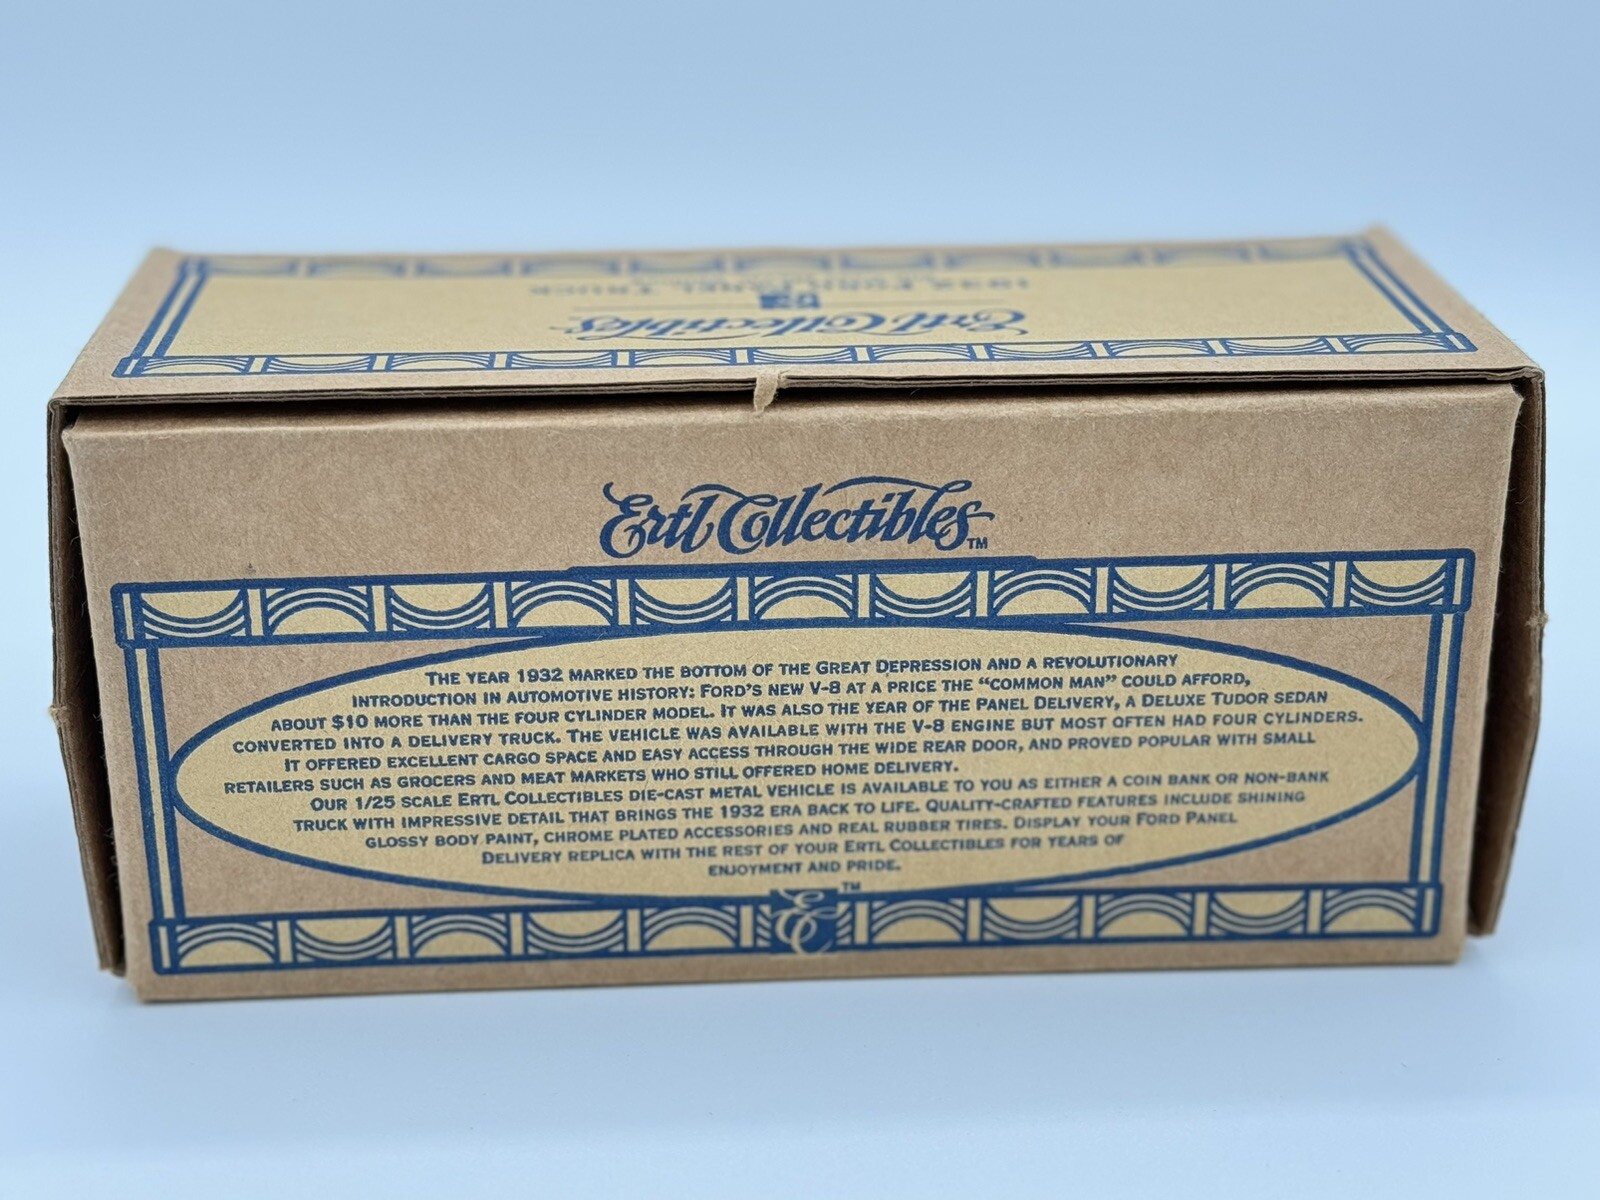 1932 Ford Panel Truck
Ertl Collectibles
Ertl Collectibles™
The year 1932 marked the bottom of the Great Depression and a revolutionary
introduction in automotive history: Ford's new V-8 at a price the "common man" could afford,
about $10 more than the four cylinder model. It was also the year of the Panel Delivery, a Deluxe Tudor sedan
converted into a delivery truck. The vehicle was available with the V-8 engine but most often had four cylinders.
It offered excellent cargo space and easy access through the wide rear door, and proved popular with small
retailers such as grocers and meat markets who still offered home delivery.
Our 1/25 scale Ertl Collectibles die-cast metal vehicle is available to you as either a coin bank or non-bank
truck with impressive detail that brings the 1932 era back to life. Quality-crafted features include shining
glossy body paint, chrome plated accessories and real rubber tires. Display your Ford Panel
Delivery replica with the rest of your Ertl Collectibles for years of
enjoyment and pride.
E™